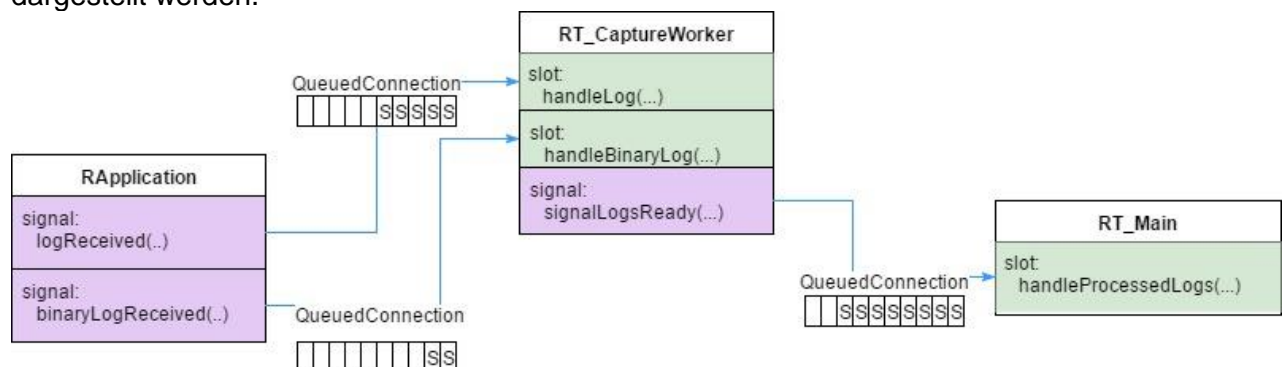 dargestellt werden.
RT_CaptureWorker
slot:
handleLog(...)
QueuedConnection
SSSSS
slot:
handleBinaryLog(...)
RApplication
signal:
signalLogsReady(...)
signal:
logReceived(..)
RT_Main
slot:
handleProcessedLogs(...)
QueuedConnection
SSSSSSSS
signal:
binaryLogReceived(..)
QueuedConnection
SS